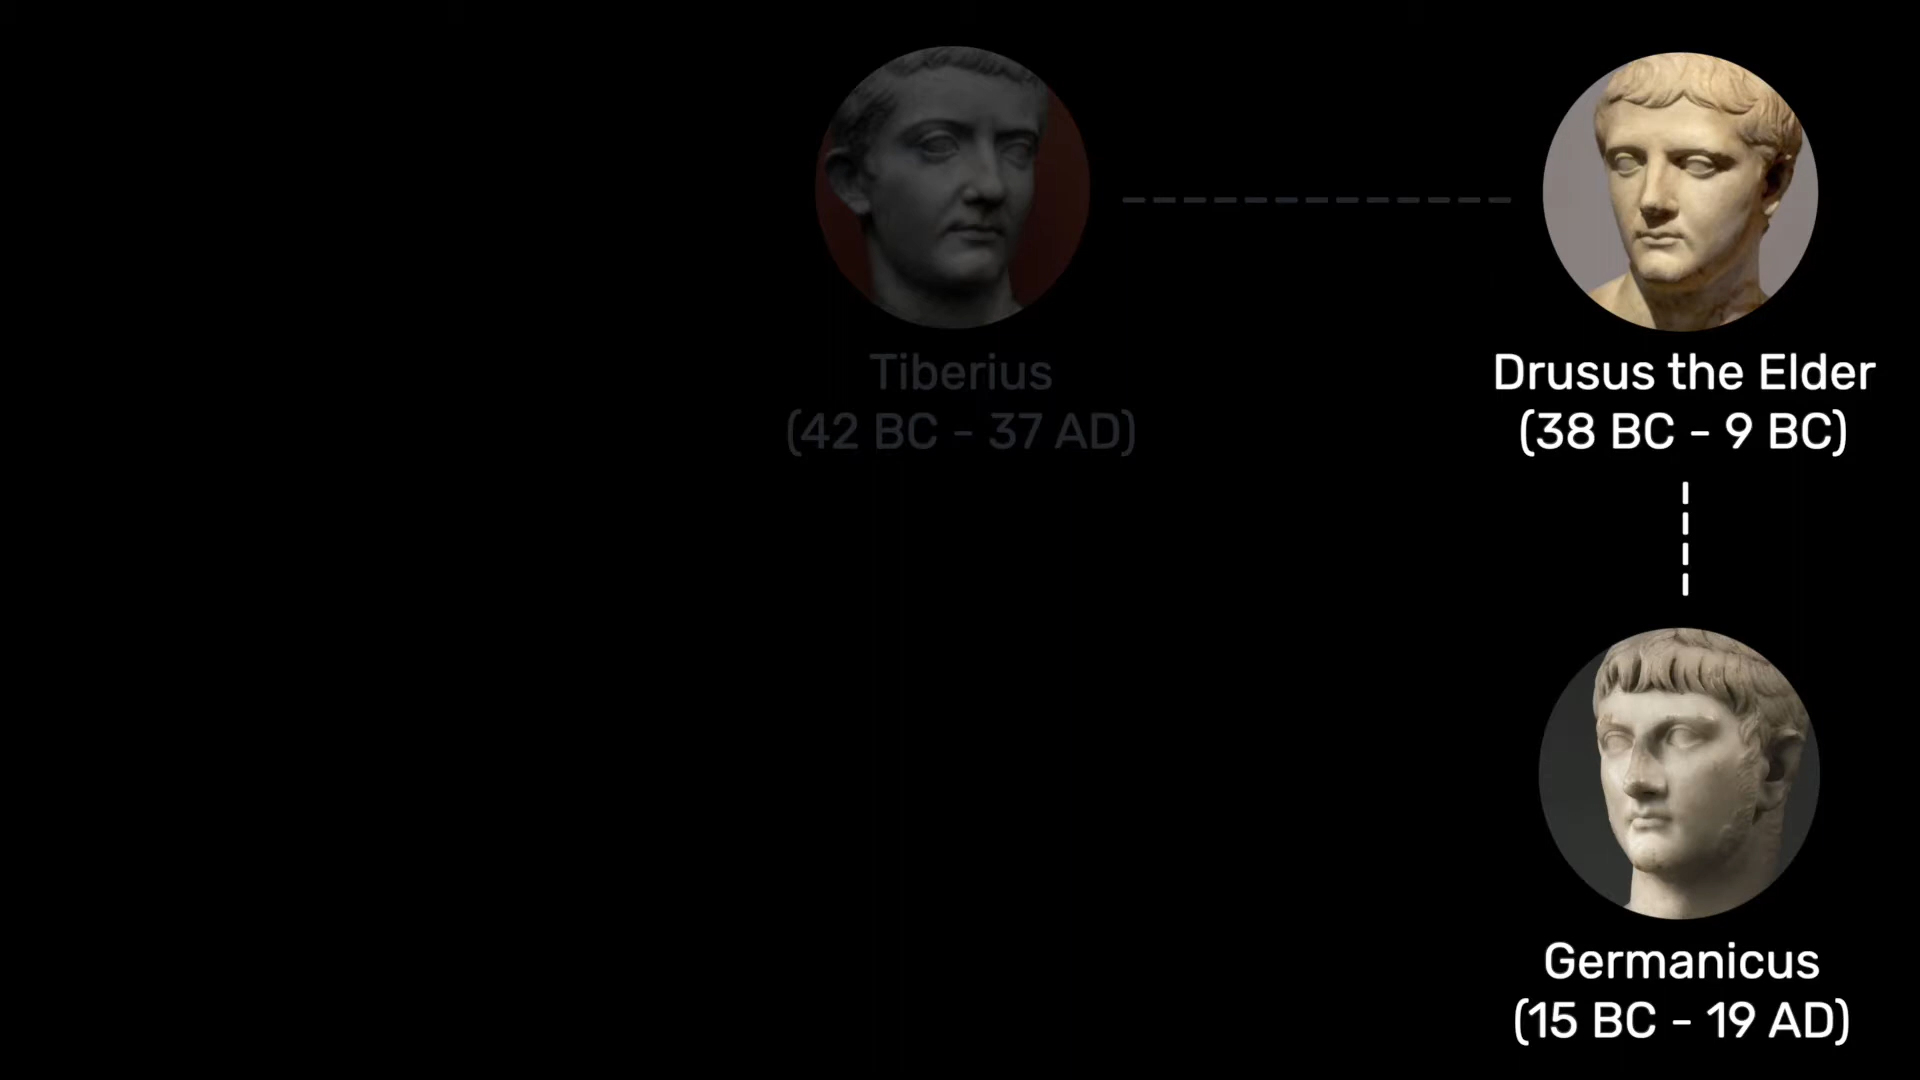 Tiberius
(42 BC - 37 AD)
Drusus the Elder
(38 BC - 9 BC)
Germanicus
(15 BC - 19 AD)